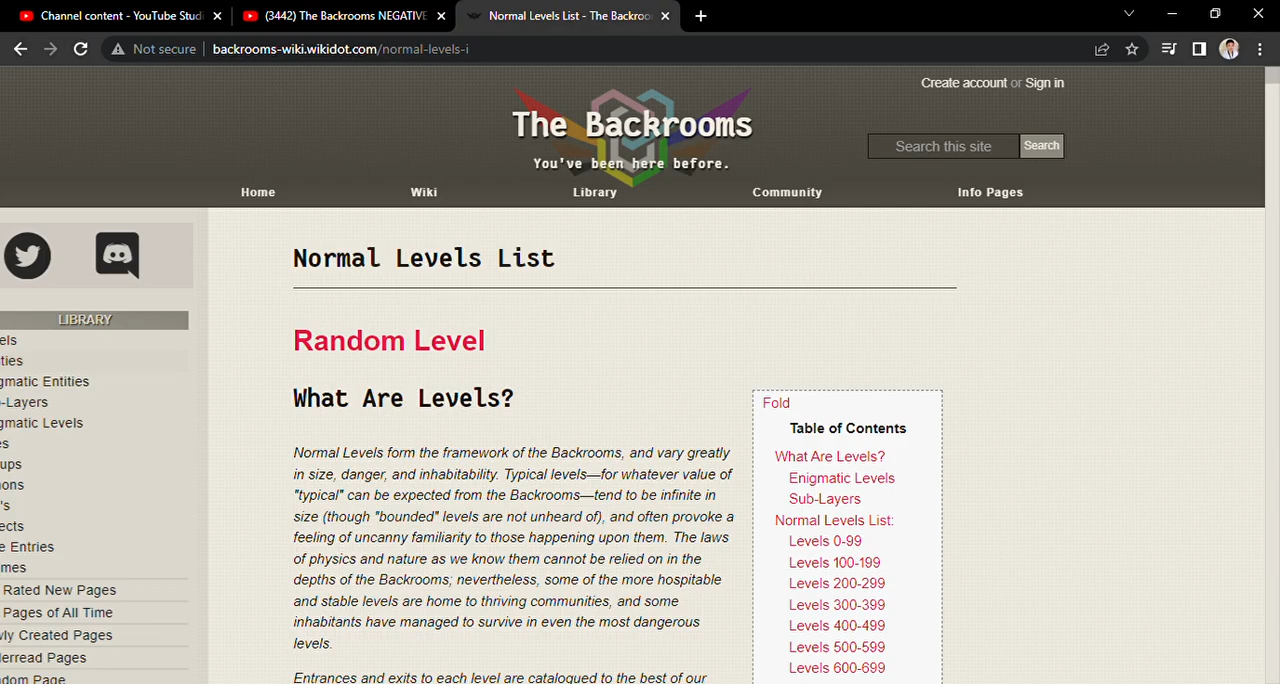 Channel content - YouTube Studi
(3442) The Backrooms NEGATIVE
Normal Levels List - The Backroo
Not secure
backrooms-wiki.wikidot.com/normal-levels-i
Create account or Sign in
The Backrooms
You've been here before.
Search this site
Search
Home
Wiki
Library
Community
Info Pages
LIBRARY
els
ties
gmatic Entities
-Layers
gmatic Levels
es
ups
ons
's
ects
e Entries
mes
Rated New Pages
Pages of All Time
wly Created Pages
lerread Pages
ndom Page
Normal Levels List
Random Level
What Are Levels?
Normal Levels form the framework of the Backrooms, and vary greatly
in size, danger, and inhabitability. Typical levels—for whatever value of
"typical" can be expected from the Backrooms—tend to be infinite in
size (though "bounded" levels are not unheard of), and often provoke a
feeling of uncanny familiarity to those happening upon them. The laws
of physics and nature as we know them cannot be relied on in the
depths of the Backrooms; nevertheless, some of the more hospitable
and stable levels are home to thriving communities, and some
inhabitants have managed to survive in even the most dangerous
levels.
Entrances and exits to each level are catalogued to the best of our
Fold
Table of Contents
What Are Levels?
Enigmatic Levels
Sub-Layers
Normal Levels List:
Levels 0-99
Levels 100-199
Levels 200-299
Levels 300-399
Levels 400-499
Levels 500-599
Levels 600-699